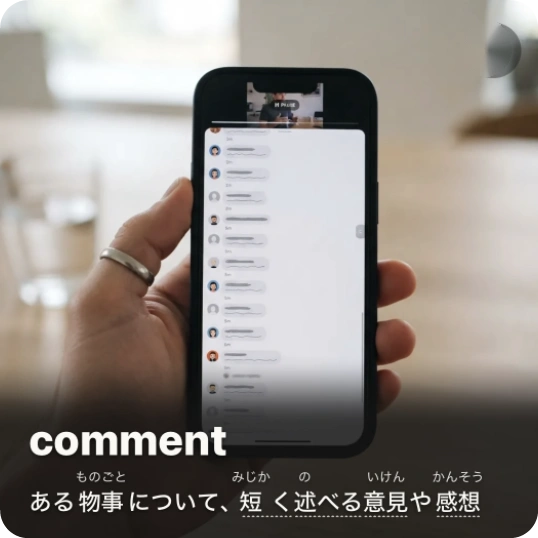 comment
ものごと みじか の いけん かんそう
ある物事について、短く述べる意見や感想